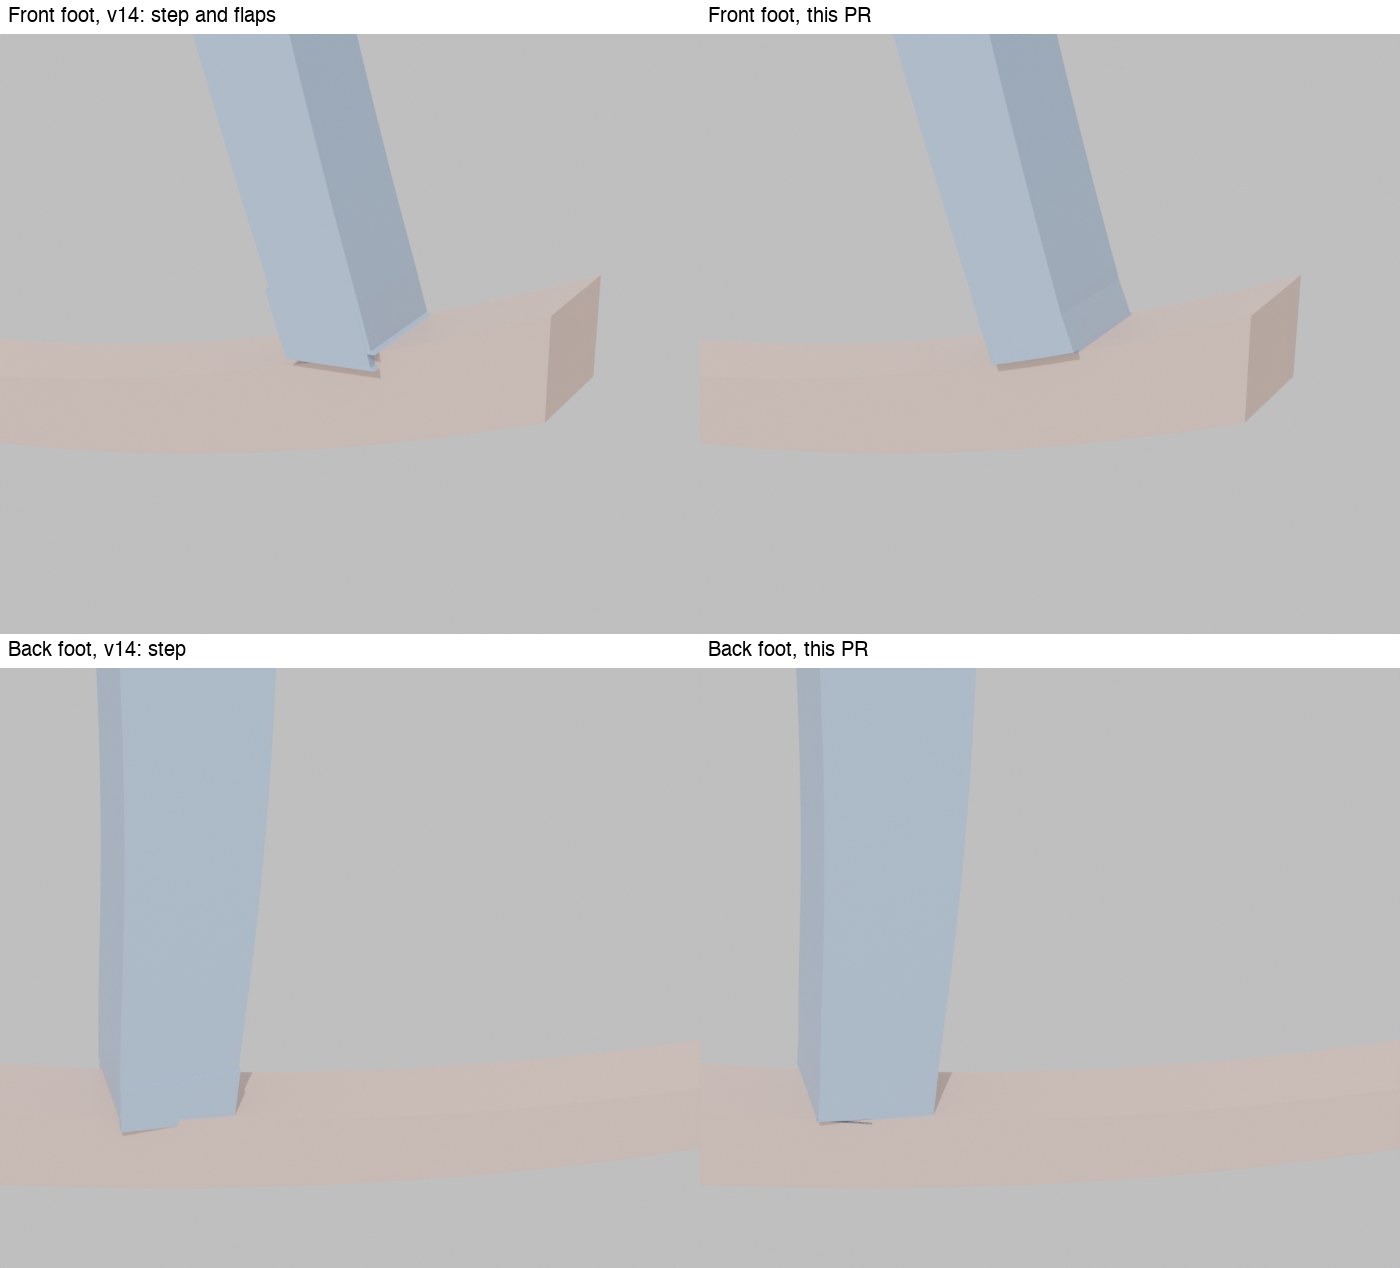 Front foot, v14: step and flaps
Front foot, this PR
Back foot, v14: step
Back foot, this PR